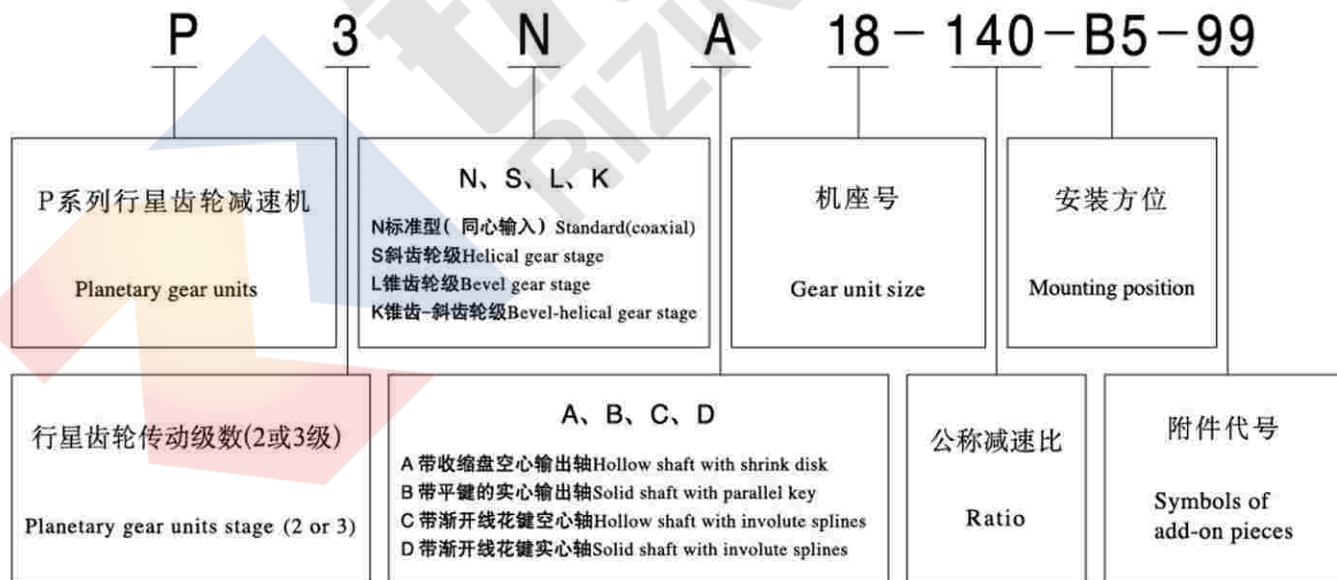 P 3 N A 18-140-B5-99
P系列行星齿轮减速机
Planetary gear units
N、S、L、K
N标准型( 同心输入) Standard(coaxial)
S斜齿轮级Helical gear stage
L锥齿轮级Bevel gear stage
K锥齿-斜齿轮级Bevel-helical gear stage
机座号
Gear unit size
安装方位
Mounting position
行星齿轮传动级数(2或3级)
Planetary gear units stage (2 or 3)
A、B、C、D
A 带收缩盘空心输出轴Hollow shaft with shrink disk
B 带平键的实心输出轴Solid shaft with parallel key
C 带渐开线花键空心轴Hollow shaft with involute splines
D 带渐开线花键实心轴Solid shaft with involute splines
公称减速比
Ratio
附件代号
Symbols of
add-on pieces